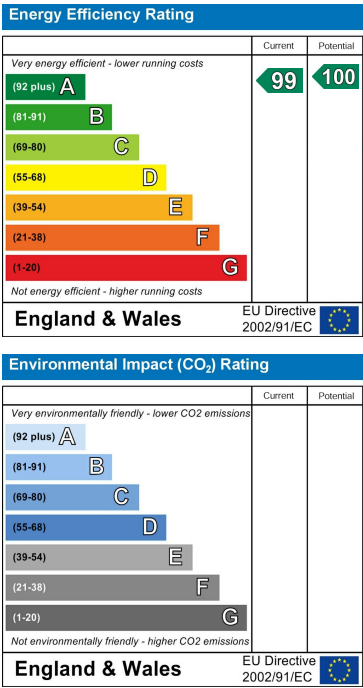 Energy Efficiency Rating
Current Potential
Very energy efficient - lower running costs
(92 plus) A
(81-91) B
(69-80) C
(55-68) D
(39-54) E
(21-38) F
(1-20) G
99
100
Not energy efficient - higher running costs
England & Wales
EU Directive
2002/91/EC
Environmental Impact (CO₂) Rating
Current Potential
Very environmentally friendly - lower CO2 emissions
(92 plus) A
(81-91) B
(69-80) C
(55-68) D
(39-54) E
(21-38) F
(1-20) G
Not environmentally friendly - higher CO2 emissions
England & Wales
EU Directive
2002/91/EC